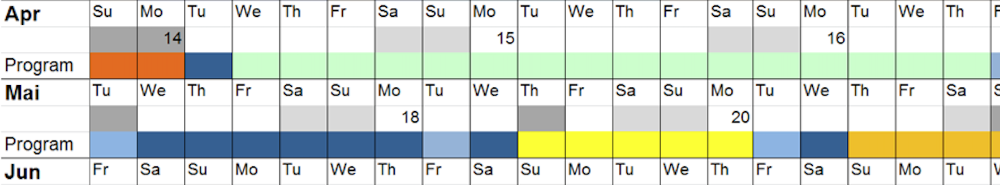 Apr Su Mo Tu We Th Fr Sa Su Mo Tu We Th Fr Sa Su Mo Tu We Th F
14 15 16
Program
Mai Tu We Th Fr Sa Su Mo Tu We Th Fr Sa Su Mo Tu We Th Fr Sa S
18 20
Program
Jun Fr Sa Su Mo Tu We Th Fr Sa Su Mo Tu We Th Fr Sa Su Mo Tu W